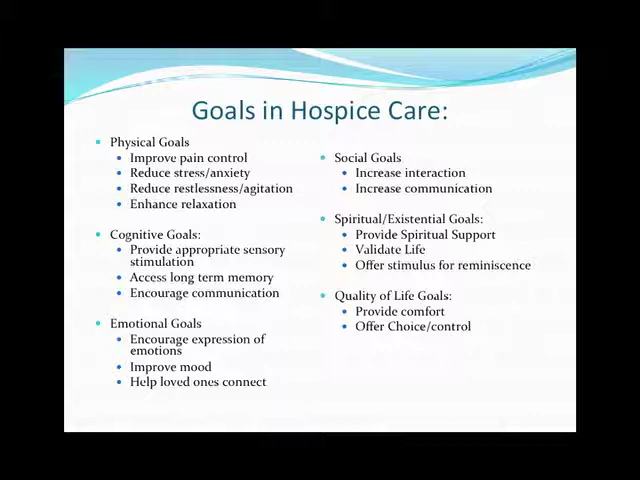 Goals in Hospice Care:
Physical Goals
Improve pain control
Reduce stress/anxiety
Reduce restlessness/agitation
Enhance relaxation
Cognitive Goals:
Provide appropriate sensory
stimulation
Access long term memory
Encourage communication
Emotional Goals
Encourage expression of
emotions
Improve mood
Help loved ones connect
Social Goals
Increase interaction
Increase communication
Spiritual/Existential Goals:
Provide Spiritual Support
Validate Life
Offer stimulus for reminiscence
Quality of Life Goals:
Provide comfort
Offer Choice/control